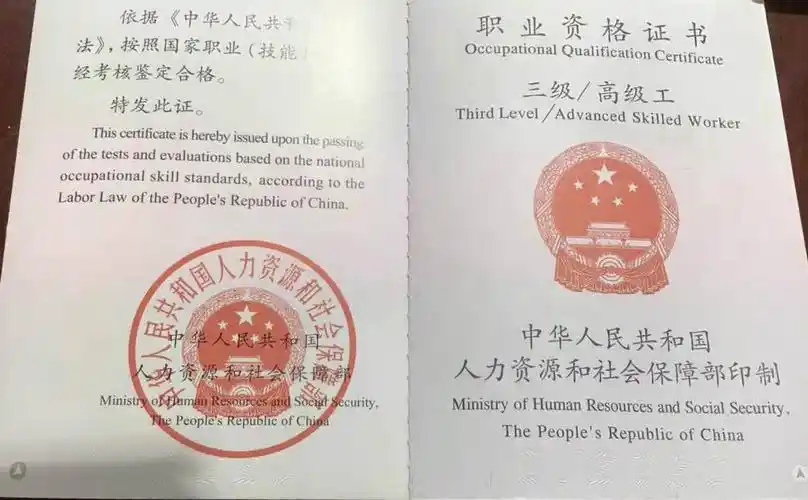 依据《中华人民共和
法》，按照国家职业（技能
经考核鉴定合格。
特发此证。
This certificate is hereby issued upon the passing
of the tests and evaluations based on the national
occupational skill standards, according to the
Labor Law of the People's Republic of China.
中华人民共和国人力资源和社会保障部
中华人民共和国
人力资源和社会保障部
Ministry of Human Resources and Social Security,
The People's Republic of China
职业资格证书
Occupational Qualification Certificate
三级/高级工
Third Level/Advanced Skilled Worker
中华人民共和国
人力资源和社会保障部印制
Ministry of Human Resources and Social Security,
The People's Republic of China